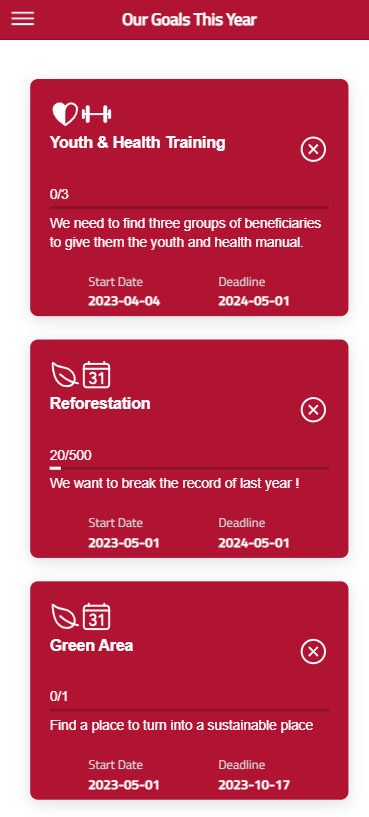 Our Goals This Year
Youth & Health Training
0/3
We need to find three groups of beneficiaries
to give them the youth and health manual.
Start Date Deadline
2023-04-04 2024-05-01
31
Reforestation
20/500
We want to break the record of last year !
Start Date Deadline
2023-05-01 2024-05-01
31
Green Area
0/1
Find a place to turn into a sustainable place
Start Date Deadline
2023-05-01 2023-10-17